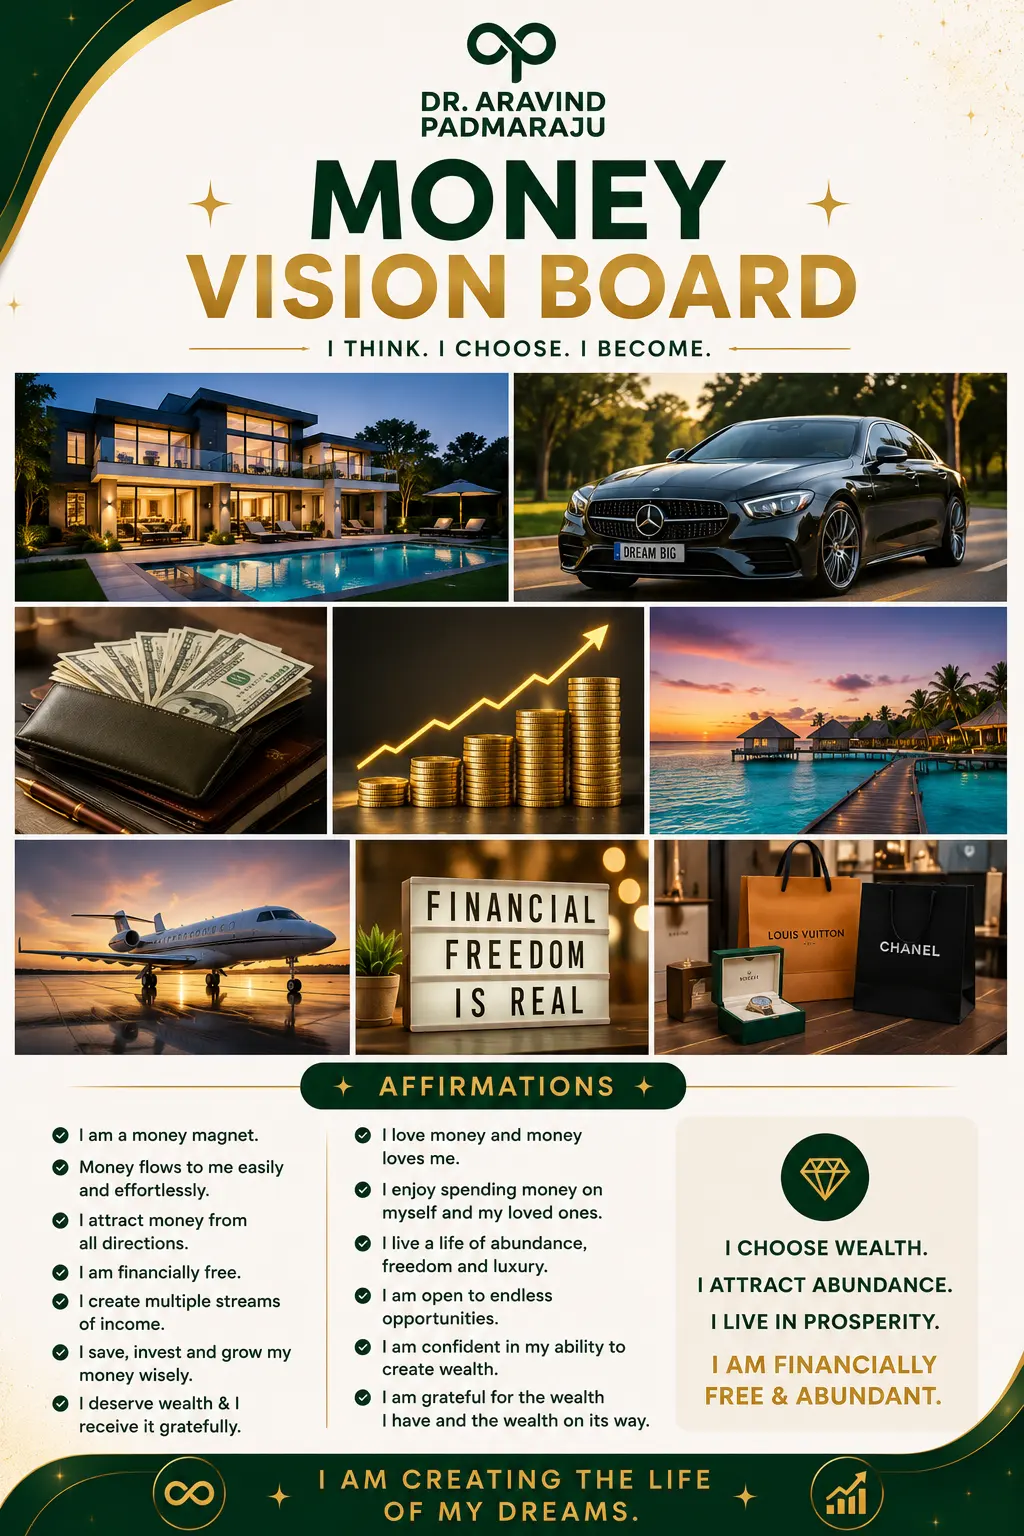 DR. ARAVIND
PADMARAJU
MONEY
VISION BOARD
I THINK. I CHOOSE. I BECOME.
DREAM BIG
FINANCIAL
FREEDOM
IS REAL
LOUIS VUITTON
CHANEL
AFFIRMATIONS
I am a money magnet.
Money flows to me easily
and effortlessly.
I attract money from
all directions.
I am financially free.
I create multiple streams
of income.
I save, invest and grow my
money wisely.
I deserve wealth & I
receive it gratefully.
I love money and money
loves me.
I enjoy spending money on
myself and my loved ones.
I live a life of abundance,
freedom and luxury.
I am open to endless
opportunities.
I am confident in my ability to
create wealth.
I am grateful for the wealth
I have and the wealth on its way.
I CHOOSE WEALTH.
I ATTRACT ABUNDANCE.
I LIVE IN PROSPERITY.
I AM FINANCIALLY
FREE & ABUNDANT.
I AM CREATING THE LIFE
OF MY DREAMS.